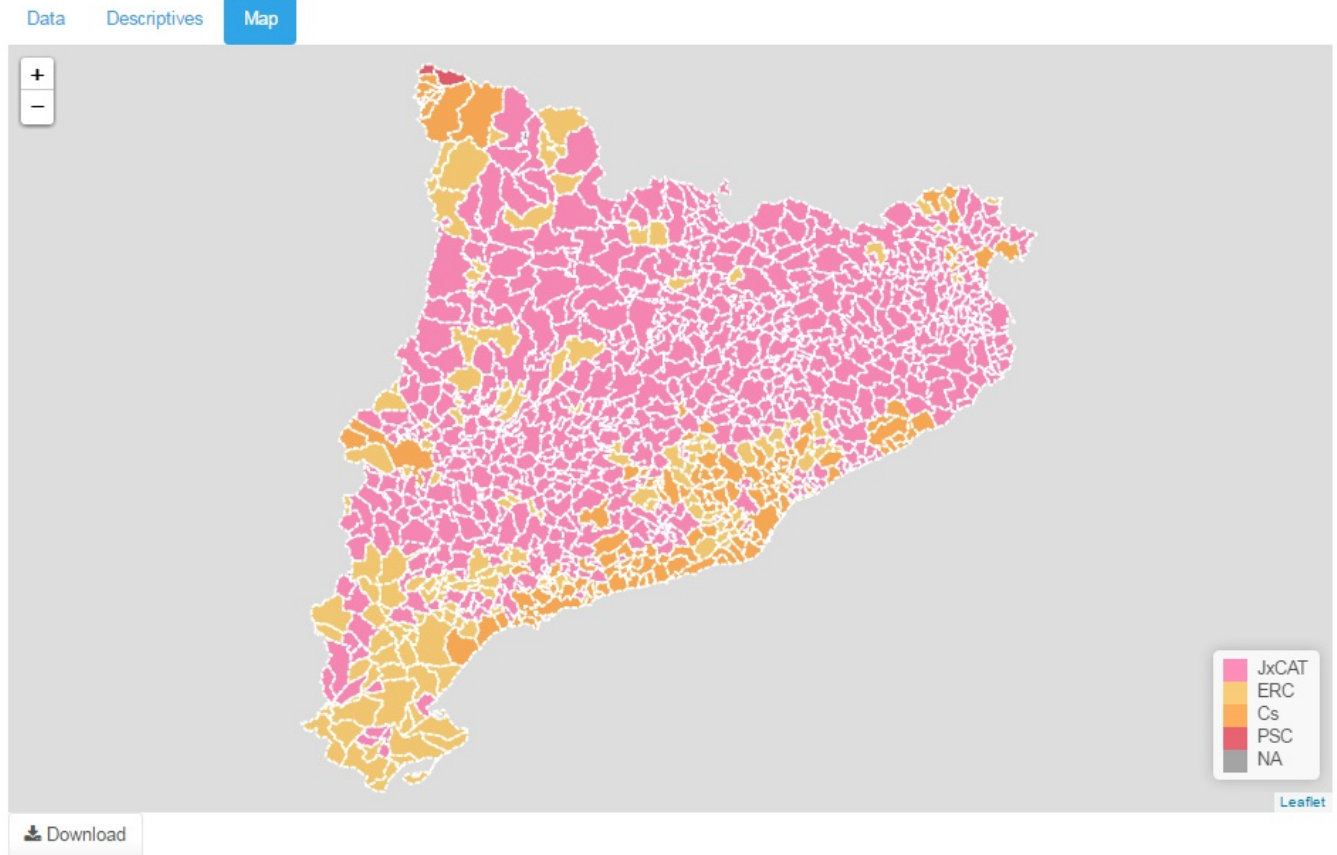 Data Descriptives Map
+
−
JxCAT
ERC
Cs
PSC
NA
Leaflet
Download